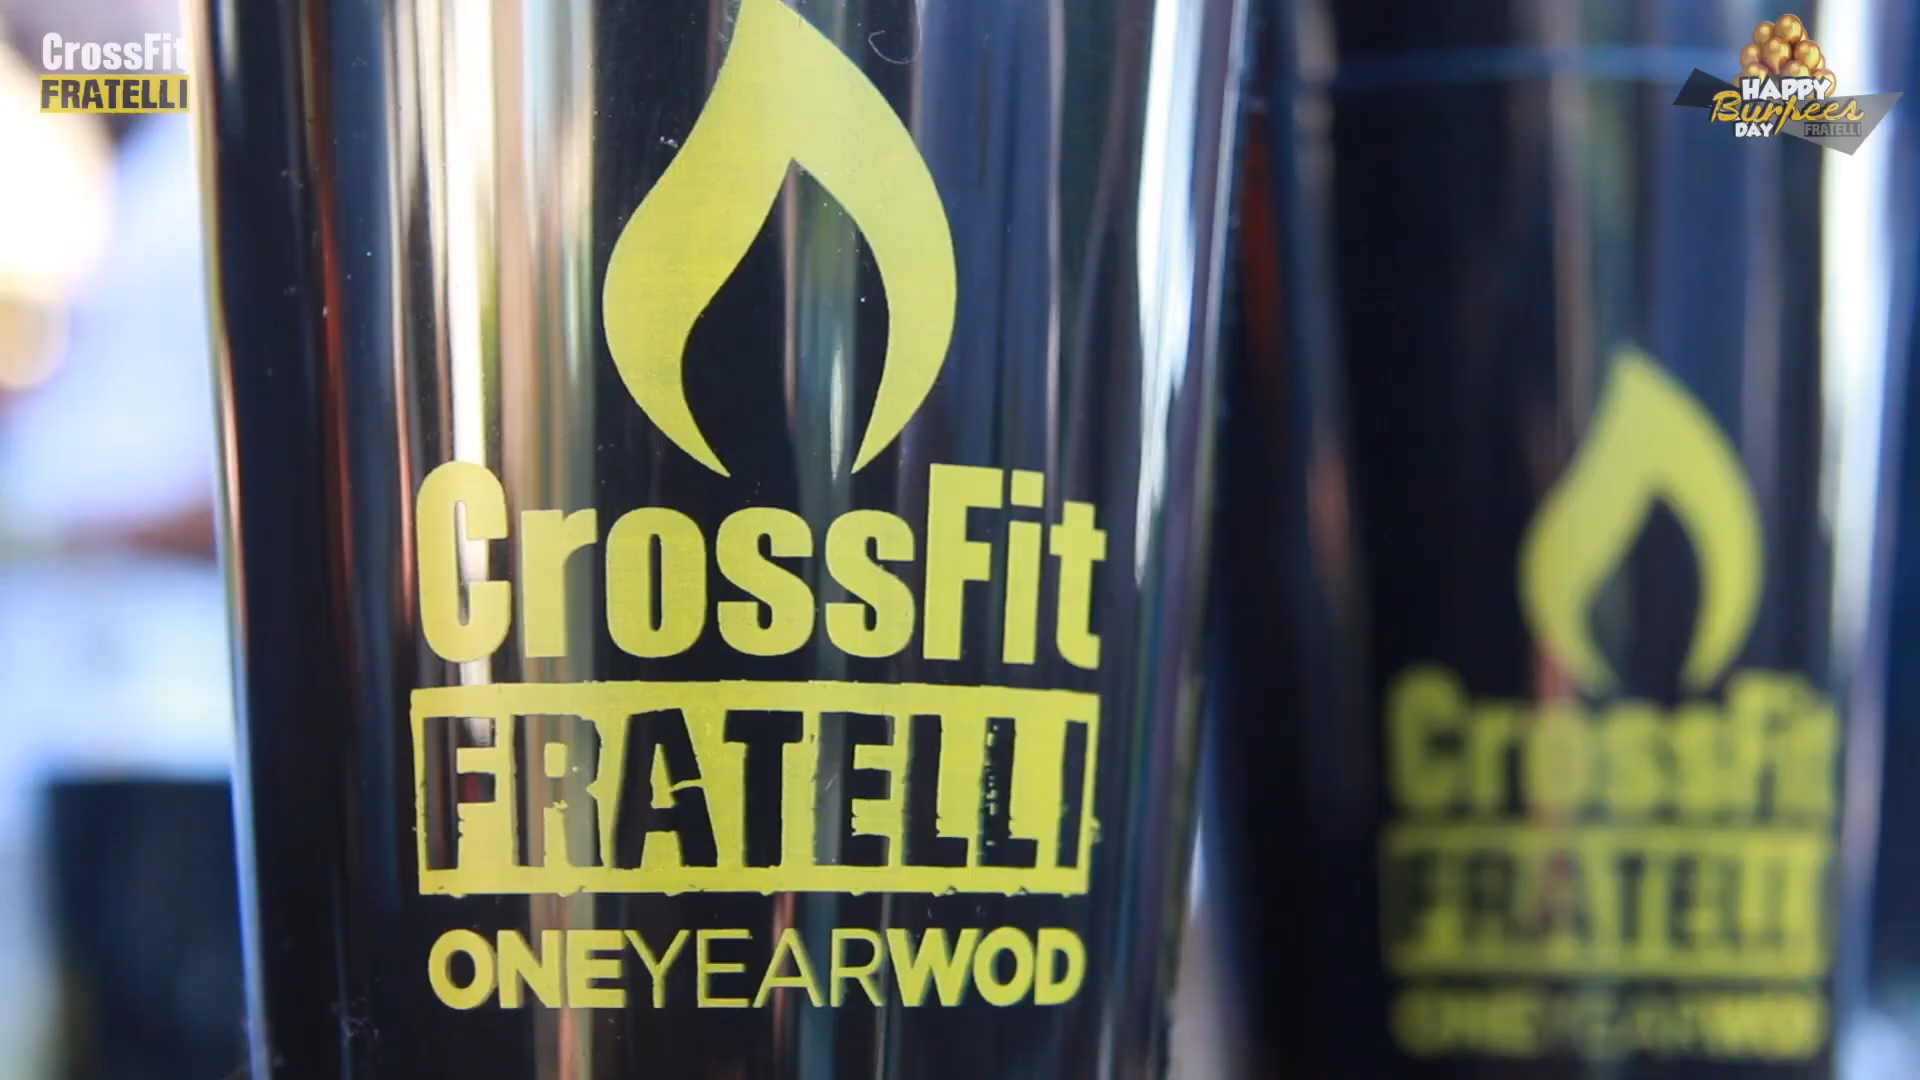 CrossFit
FRATELLI
HAPPY
Burpees
DAY FRATELLI
CrossFit
FRATELLI
ONEYEARWOD
CrossFit
FRATELLI
ONEYEARWOD